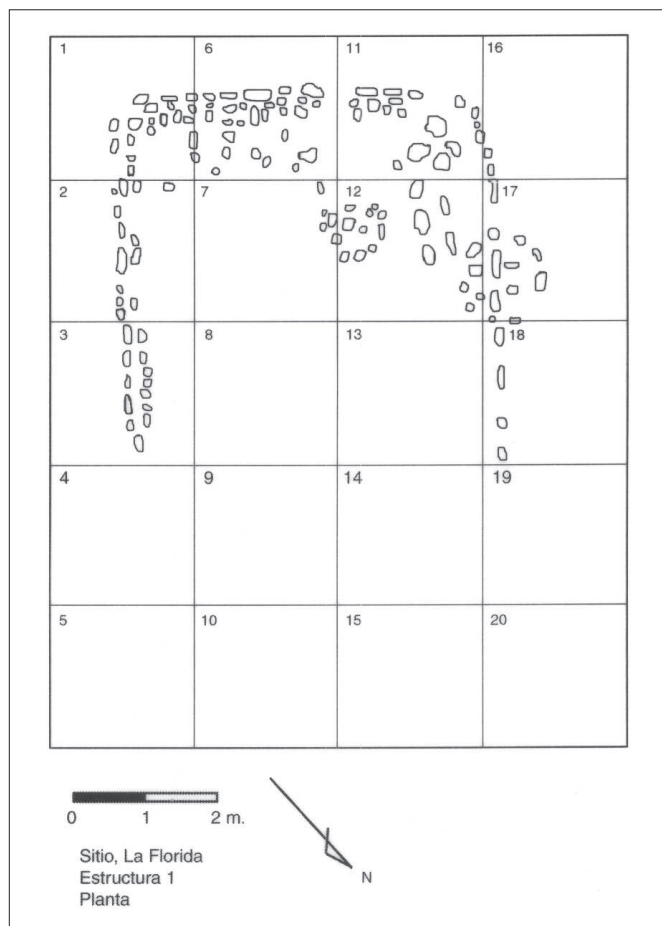 1 6 11 16
2 7 12 17
3 8 13 18
4 9 14 19
5 10 15 20
0 1 2 m.
N
Sitio, La Florida
Estructura 1
Planta